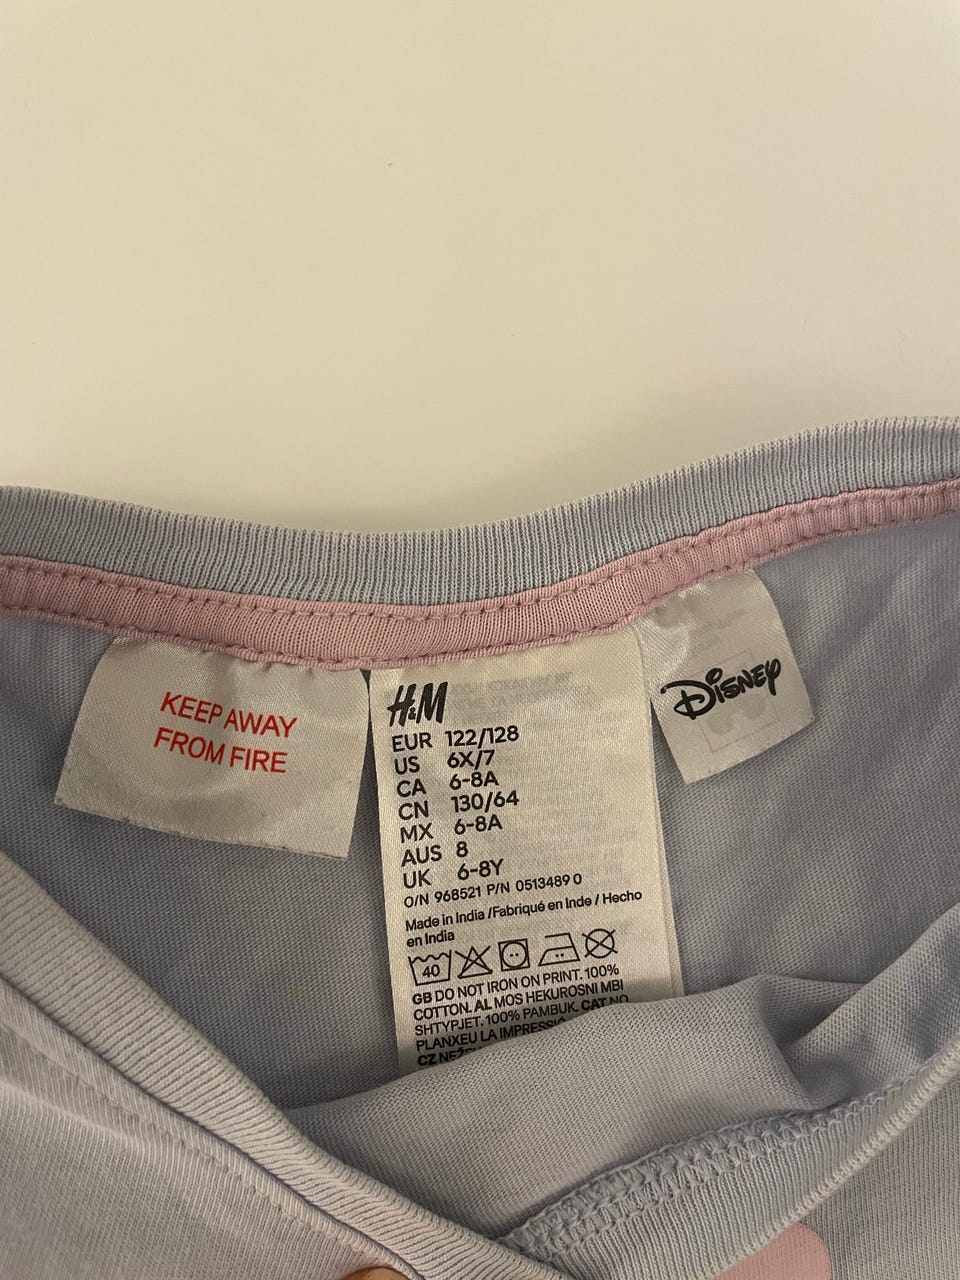 KEEP AWAY
FROM FIRE
H&M
EUR 122/128
US 6X/7
CA 6-8A
CN 130/64
MX 6-8A
AUS 8
UK 6-8Y
O/N 968521 P/N 0513489 0
Made in India /Fabriqué en Inde / Hecho
en India
40
GB DO NOT IRON ON PRINT. 100%
COTTON. AL MOS HEKUROSNI MBI
SHTYPJET. 100% PAMBUK. CAT NO
PLANXEU LA
CZ
Disney